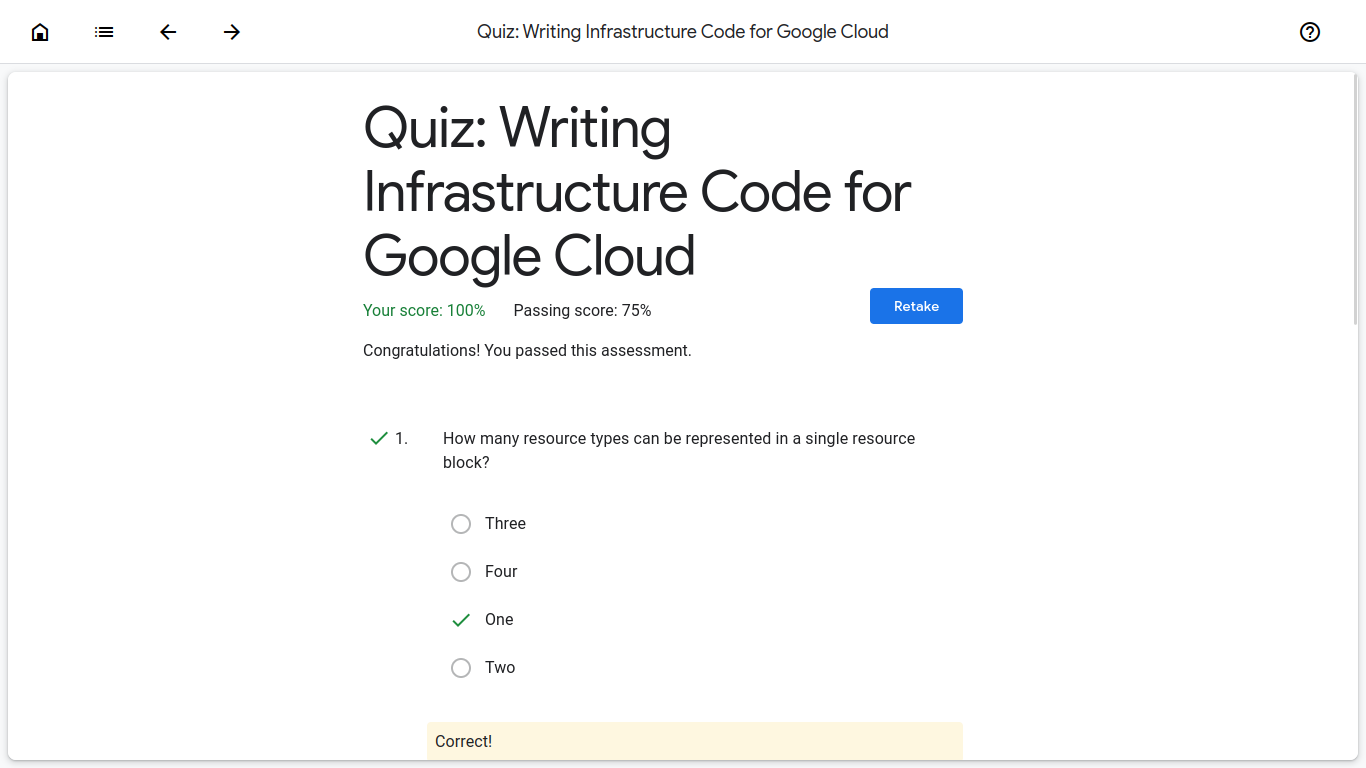 Quiz: Writing Infrastructure Code for Google Cloud
Quiz: Writing
Infrastructure Code for
Google Cloud
Your score: 100% Passing score: 75%
Retake
Congratulations! You passed this assessment.
1. How many resource types can be represented in a single resource
block?
Three
Four
One
Two
Correct!